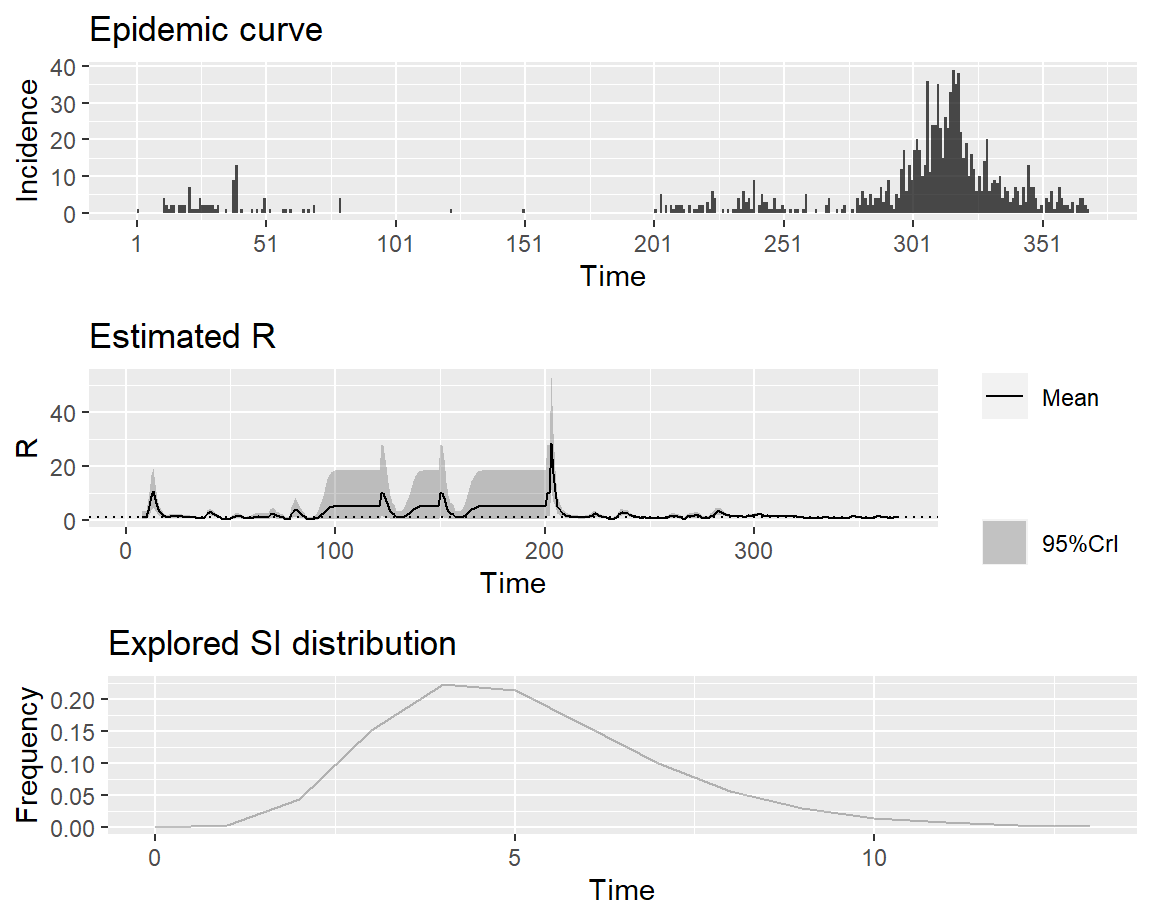 Epidemic curve
40
30
20
10
0
Incidence
1 51 101 151 201 251 301 351
Time
Estimated R
40
20
0
R
0 100 200 300
Time
Mean
95%CrI
Explored SI distribution
0.20
0.15
0.10
0.05
0.00
Frequency
0 5 10
Time